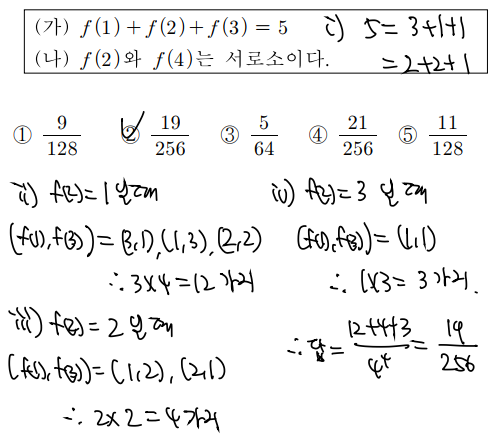 (가) f(1)+f(2)+f(3)=5
(나) f(2)와 f(4)는 서로소이다.
i) 5=3+1+1
=2+2+1
① 9/128 ② 19/256 ③ 5/64 ④ 21/256 ⑤ 11/128
ii) f(2)=1일 때
(f(1),f(3))=(3,1),(1,3),(2,2)
∴ 3×4=12가지
iii) f(2)=2일 때
(f(1),f(3))=(1,2),(2,1)
∴ 2×2=4가지
iv) f(2)=3일 때
(f(1),f(3))=(1,1)
∴ 1×3=3가지.
∴ 답=12+4+3/4⁴=19/256